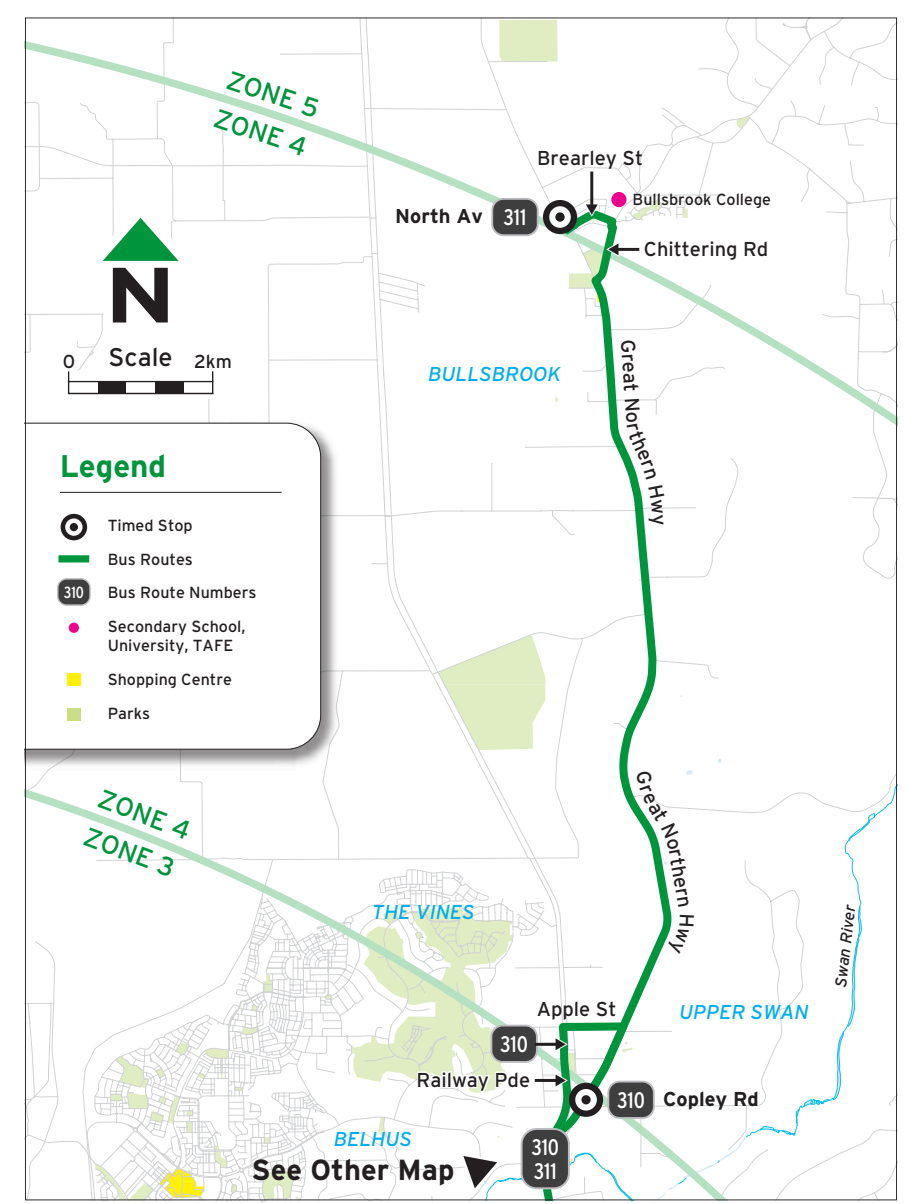 ZONE 5
ZONE 4
Brearley St
Bullsbrook College
North Av
311
Chittering Rd
N
0
Scale
2km
BULLSBROOK
Great Northern Hwy
Legend
Timed Stop
Bus Routes
310
Bus Route Numbers
Secondary School,
University, TAFE
Shopping Centre
Parks
ZONE 4
ZONE 3
Great Northern Hwy
THE VINES
Swan River
Apple St
UPPER SWAN
310
Railway Pde
310
Copley Rd
BELHUS
See Other Map
310
311